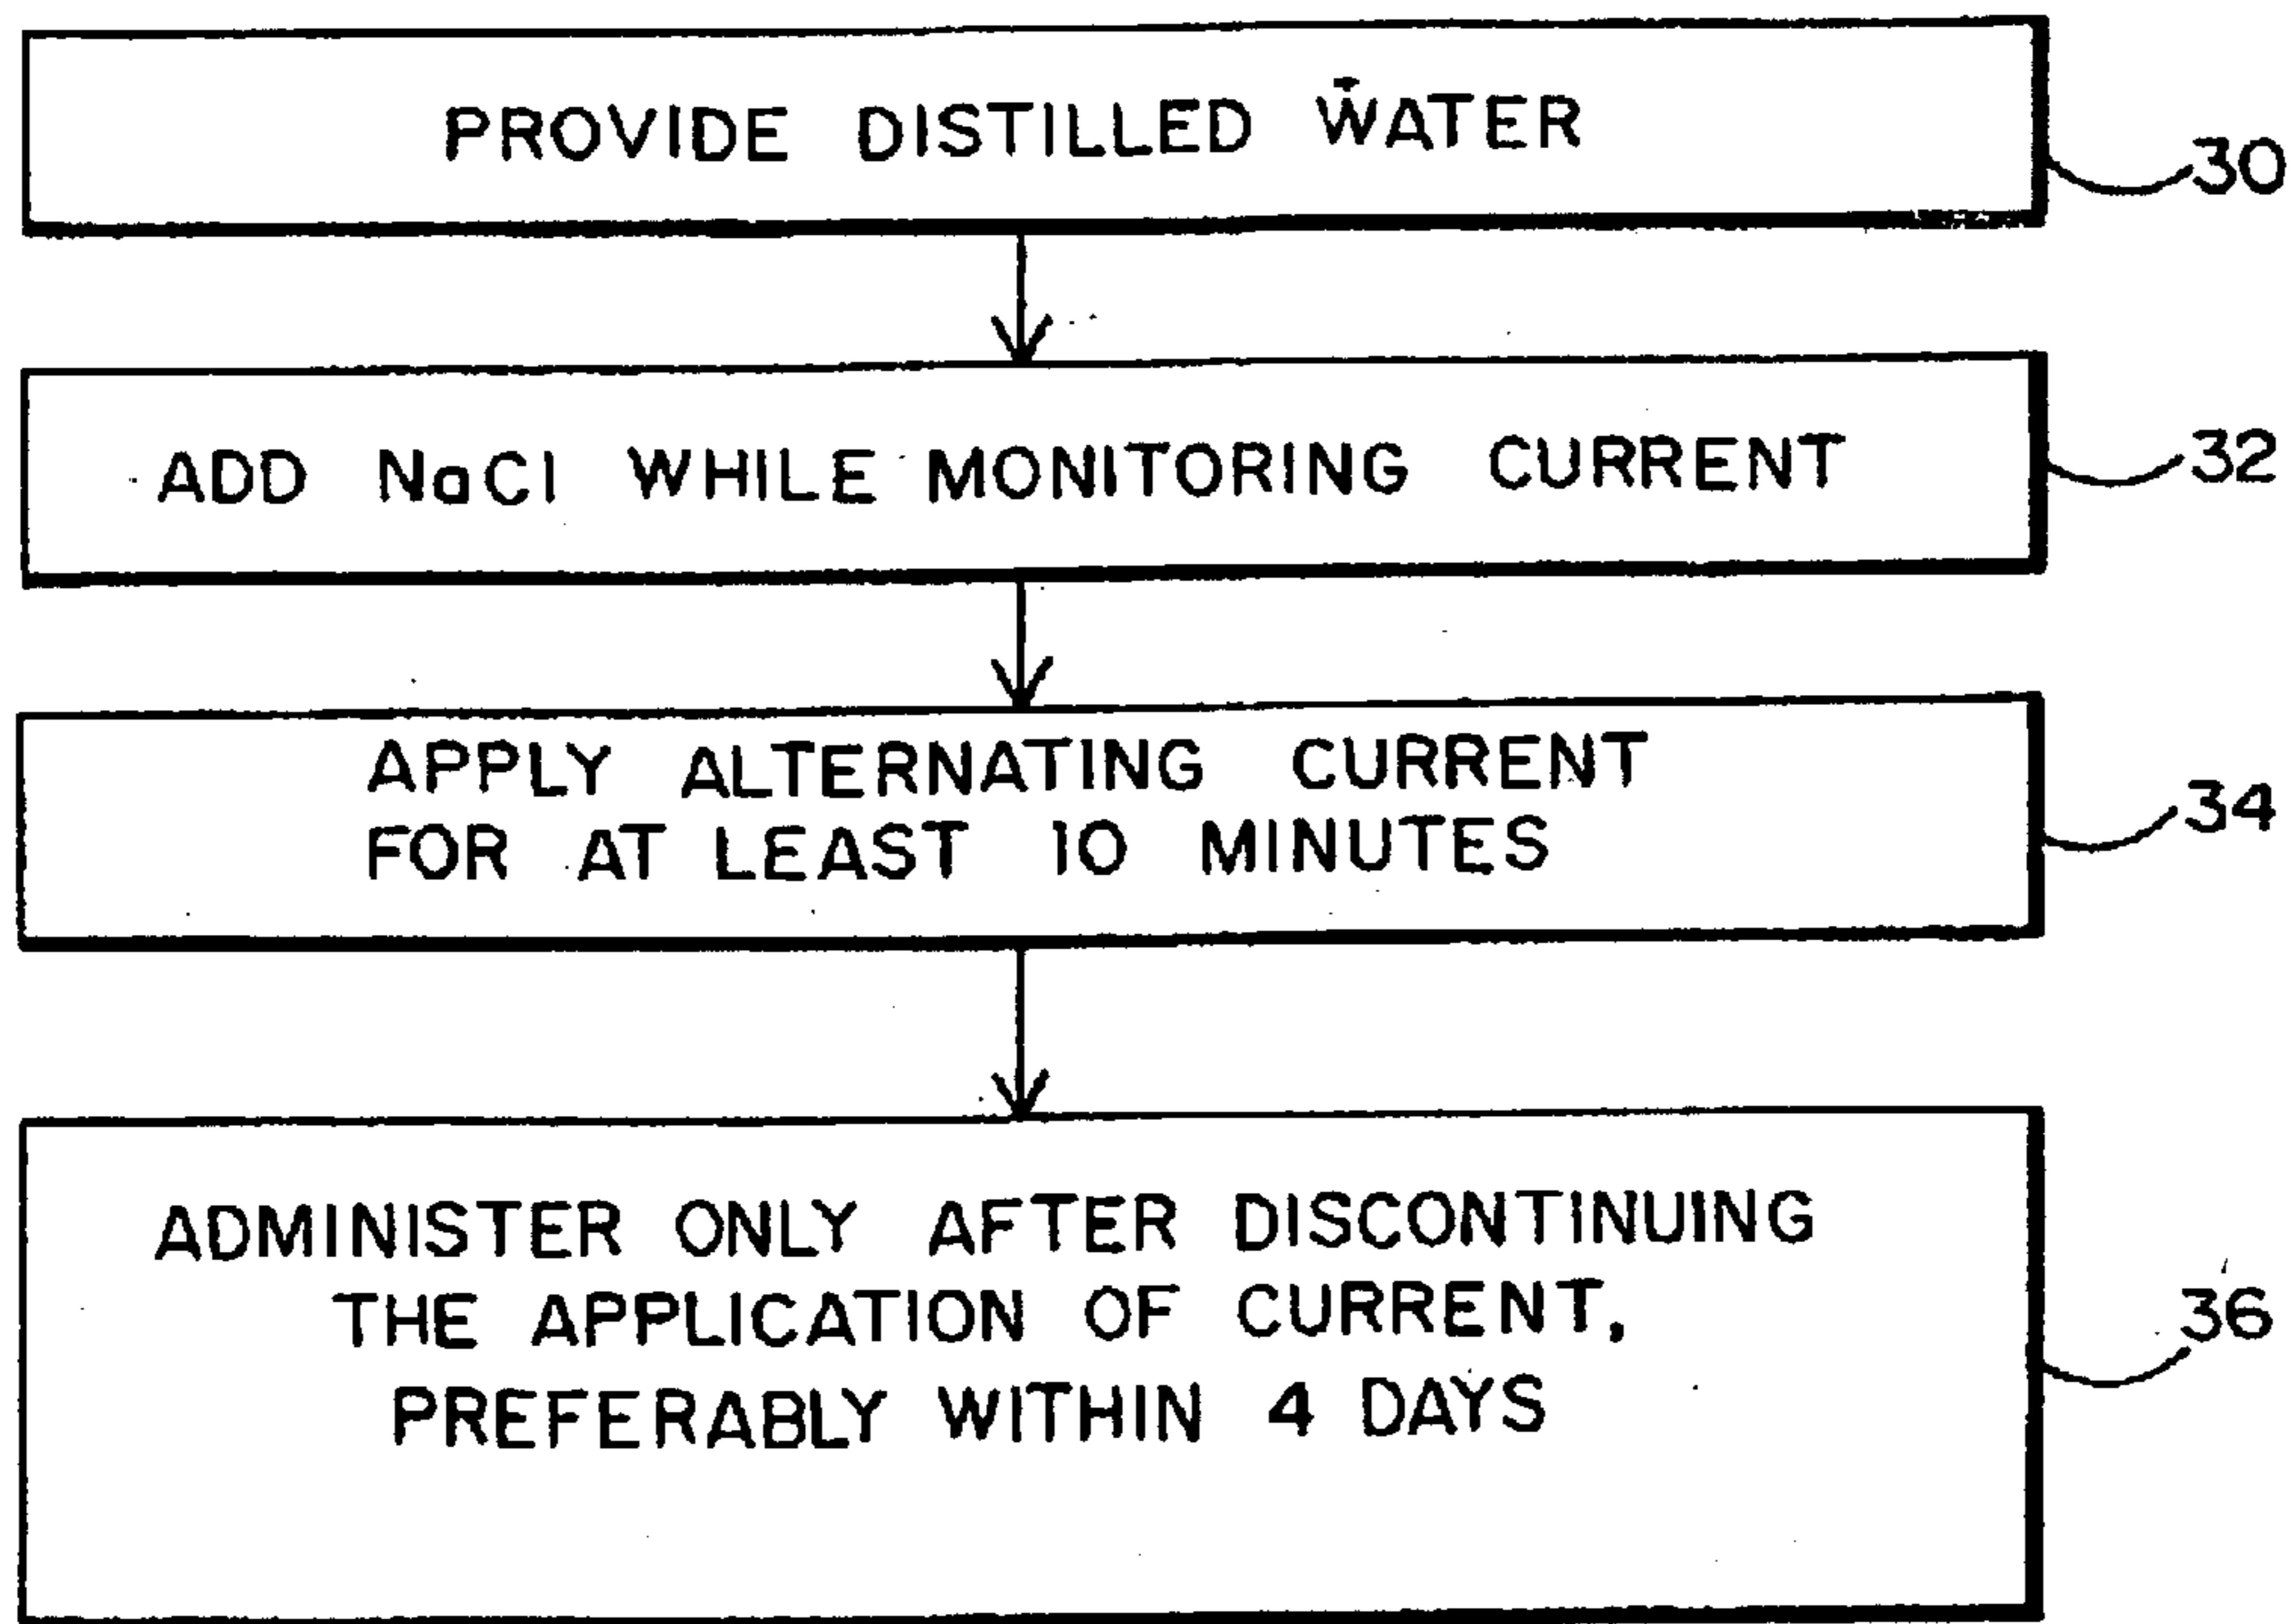 PROVIDE DISTILLED WATER
30
ADD NaCl WHILE MONITORING CURRENT
32
APPLY ALTERNATING CURRENT
FOR AT LEAST 10 MINUTES
34
ADMINISTER ONLY AFTER DISCONTINUING
THE APPLICATION OF CURRENT,
PREFERABLY WITHIN 4 DAYS
36